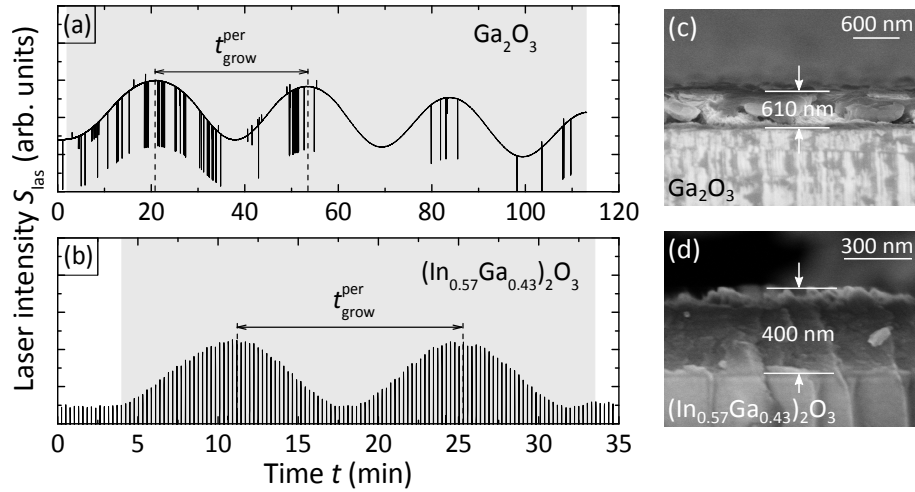 Laser intensity S_las (arb. units)
(a)
t_grow^per
Ga₂O₃
0 20 40 60 80 100 120
(b)
(In₀.₅₇Ga₀.₄₃)₂O₃
t_grow^per
0 5 10 15 20 25 30 35
Time t (min)
(c)
600 nm
610 nm
Ga₂O₃
(d)
300 nm
400 nm
(In₀.₅₇Ga₀.₄₃)₂O₃